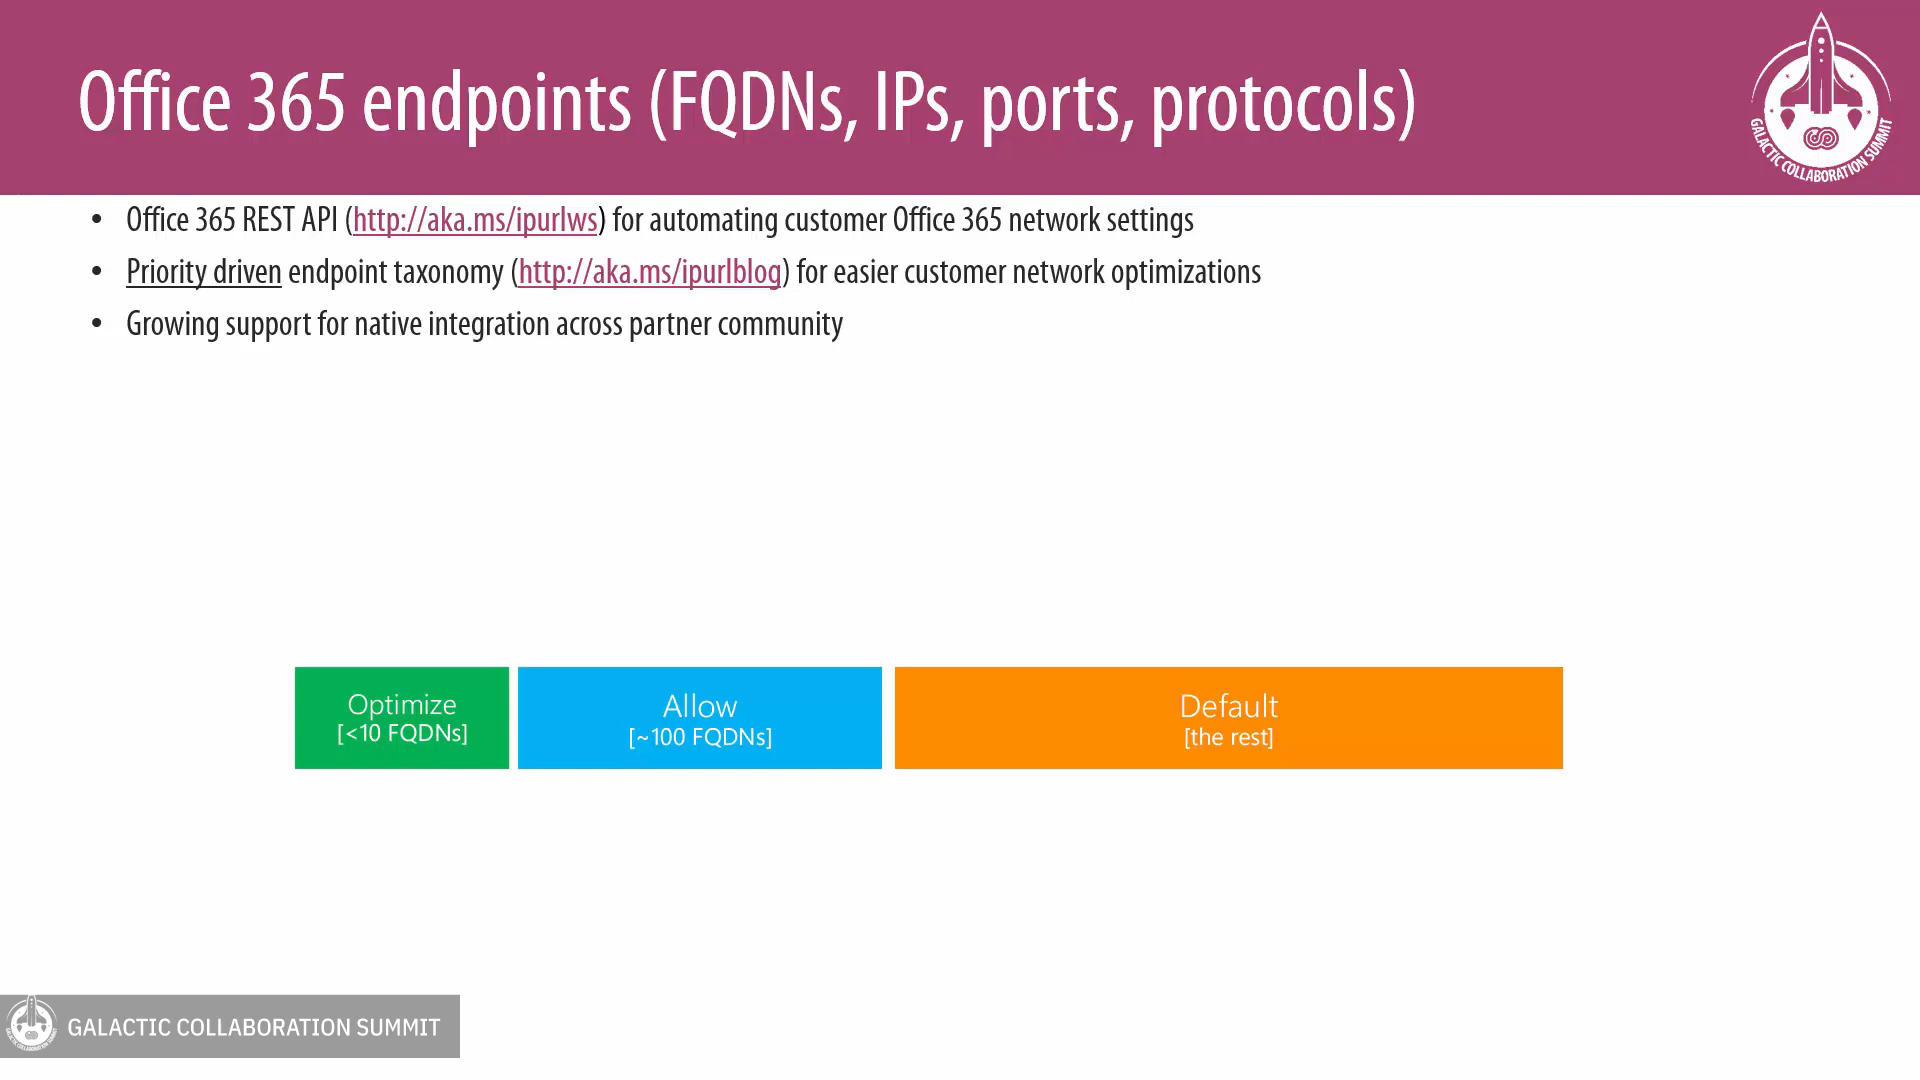 Office 365 endpoints (FQDNs, IPs, ports, protocols)
GALACTIC COLLABORATION SUMMIT
• Office 365 REST API (http://aka.ms/ipurlws) for automating customer Office 365 network settings
• Priority driven endpoint taxonomy (http://aka.ms/ipurlblog) for easier customer network optimizations
• Growing support for native integration across partner community
Optimize
[<10 FQDNs]
Allow
[~100 FQDNs]
Default
[the rest]
GALACTIC COLLABORATION SUMMIT